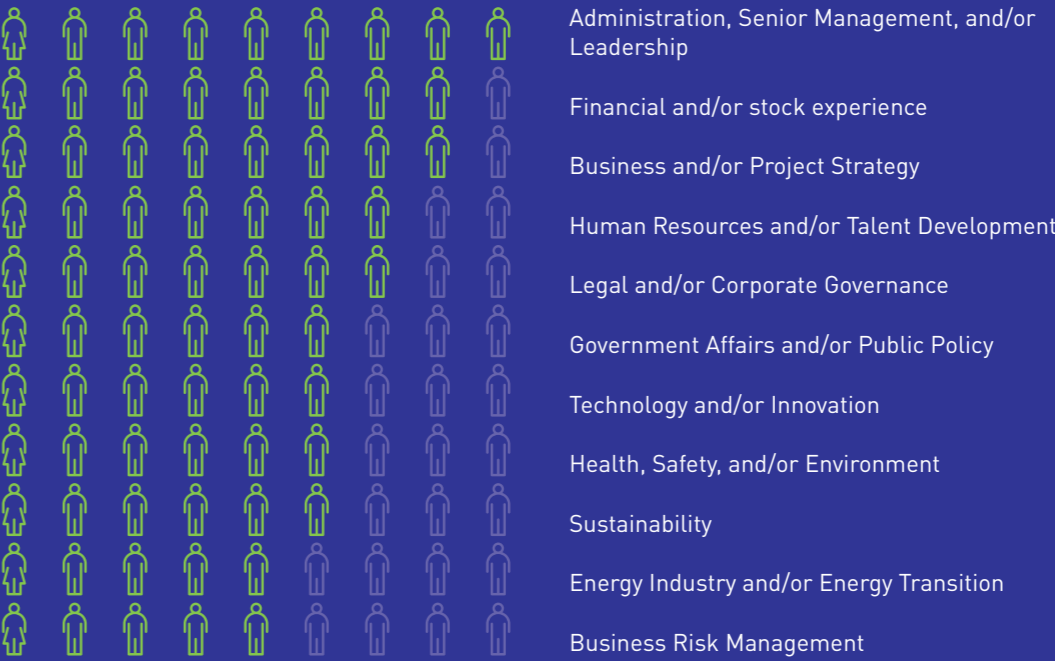 Administration, Senior Management, and/or
Leadership
Financial and/or stock experience
Business and/or Project Strategy
Human Resources and/or Talent Development
Legal and/or Corporate Governance
Government Affairs and/or Public Policy
Technology and/or Innovation
Health, Safety, and/or Environment
Sustainability
Energy Industry and/or Energy Transition
Business Risk Management